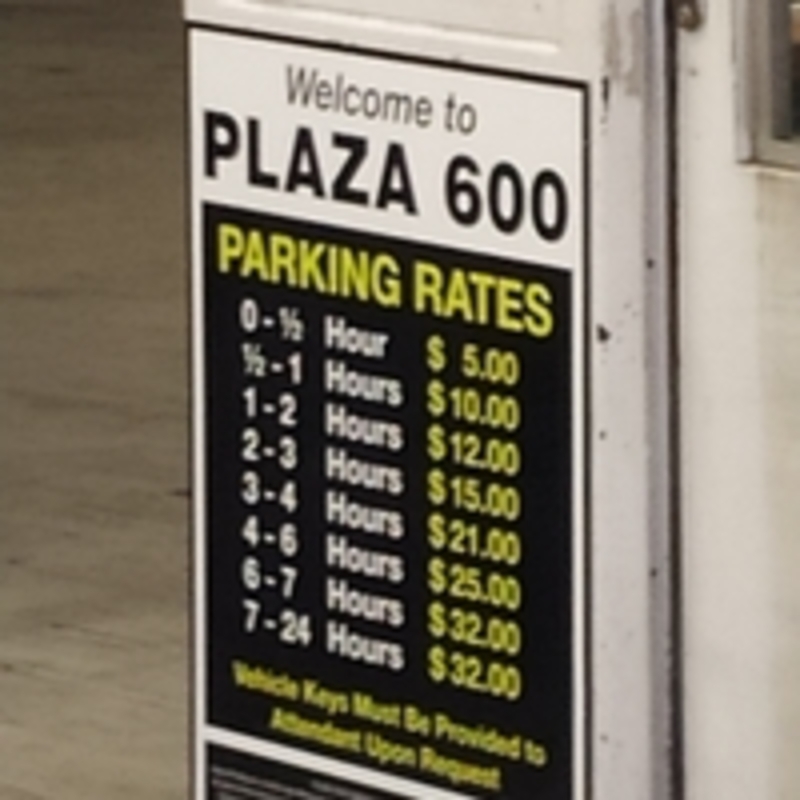 Welcome to
PLAZA 600
PARKING RATES
0-½ Hour $ 5.00
½-1 Hours $10.00
1-2 Hours $12.00
2-3 Hours $15.00
3-4 Hours $21.00
4-6 Hours $25.00
6-7 Hours $32.00
7-24 Hours $32.00
Vehicle Keys Must Be Provided to
Attendant Upon Request